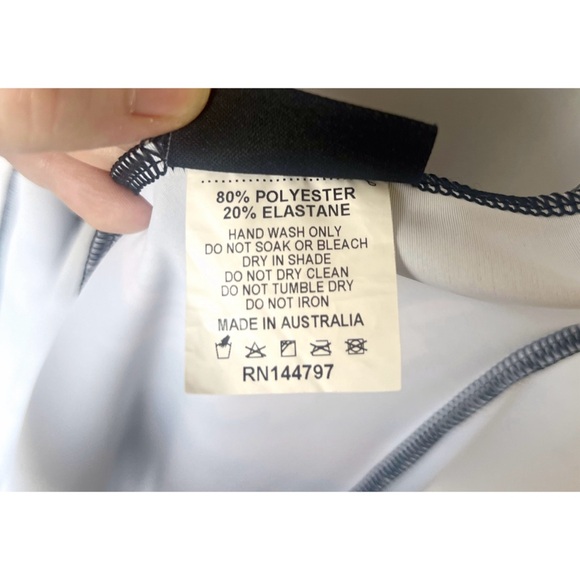 80% POLYESTER
20% ELASTANE
HAND WASH ONLY
DO NOT SOAK OR BLEACH
DRY IN SHADE
DO NOT DRY CLEAN
DO NOT TUMBLE DRY
DO NOT IRON
MADE IN AUSTRALIA
RN144797